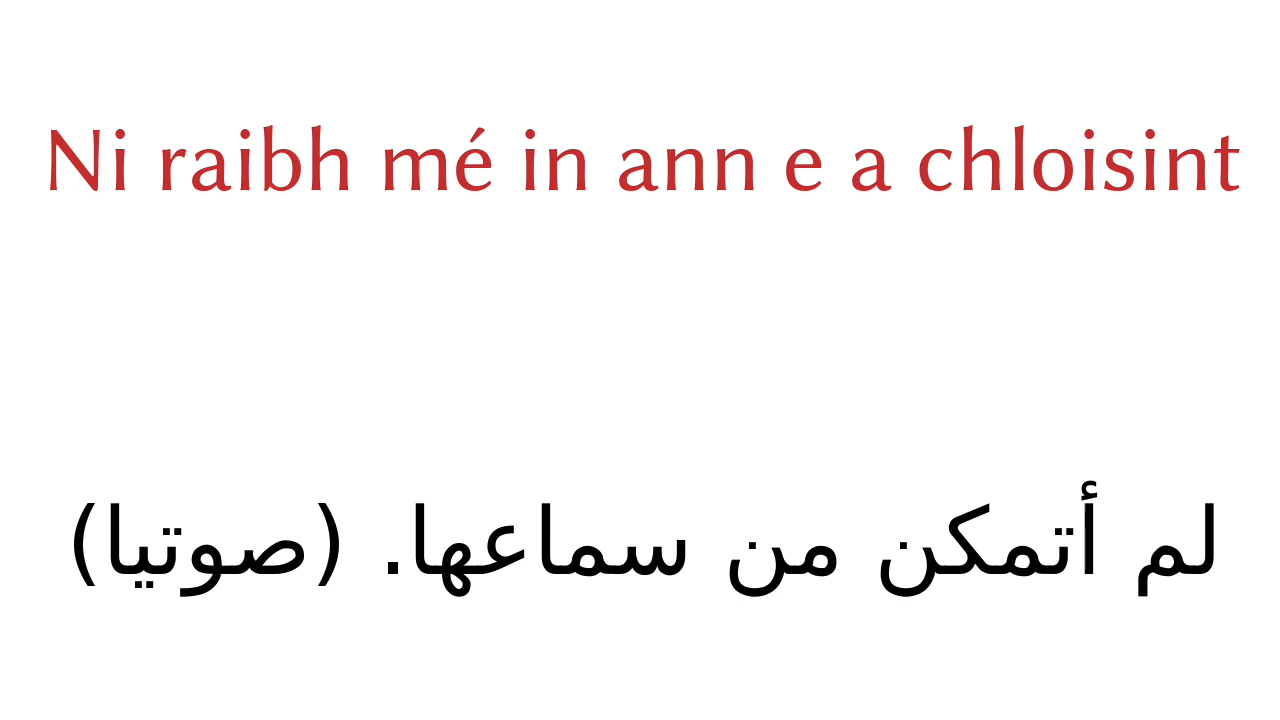 Ni raibh mé in ann e a chloisint
لم أتمكن من سماعها. (صوتيا)